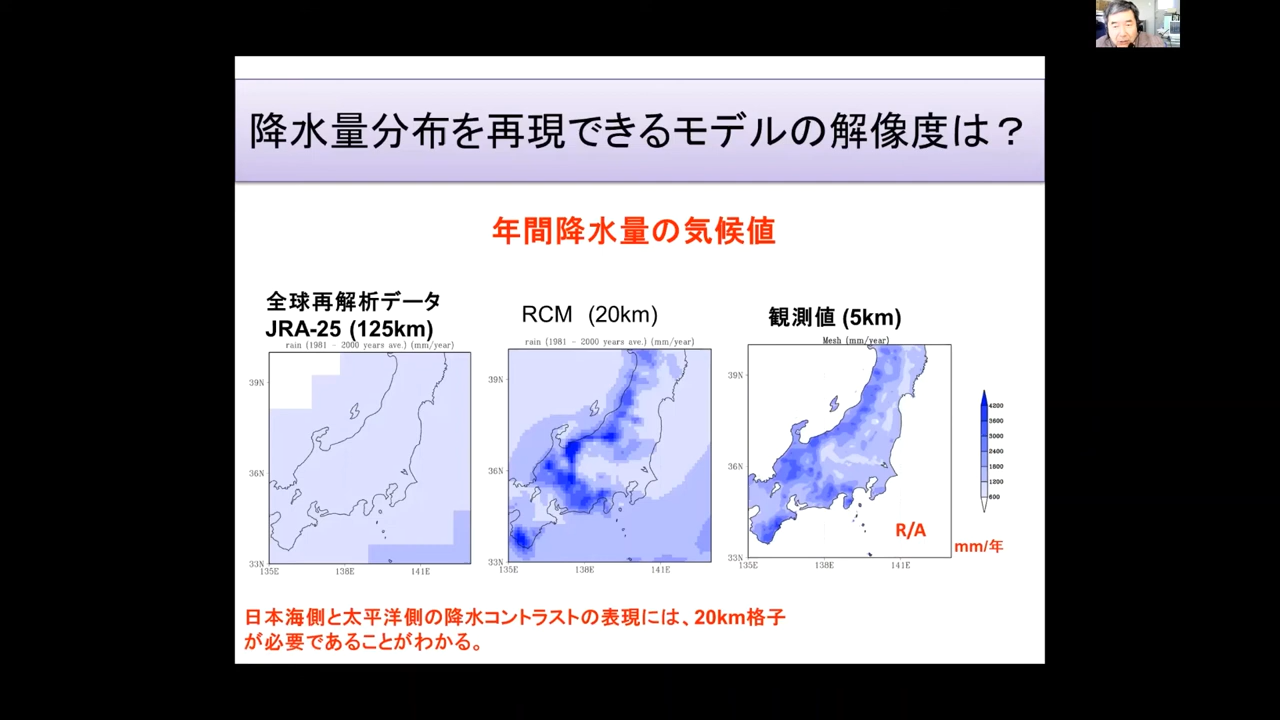 降水量分布を再現できるモデルの解像度は？
年間降水量の気候値
全球再解析データ
JRA-25 (125km)
rain (1981 - 2000 years ave.) (mm/year)
39N
36N
33N
135E 138E 141E
RCM (20km)
rain (1981 - 2000 years ave.) (mm/year)
39N
36N
33N
135E 138E 141E
観測値 (5km)
Mesh (mm/year)
39N
36N
33N
135E 138E 141E
R/A
4200
3600
3000
2400
1800
1200
600
mm/年
日本海側と太平洋側の降水コントラストの表現には、20km格子
が必要であることがわかる。